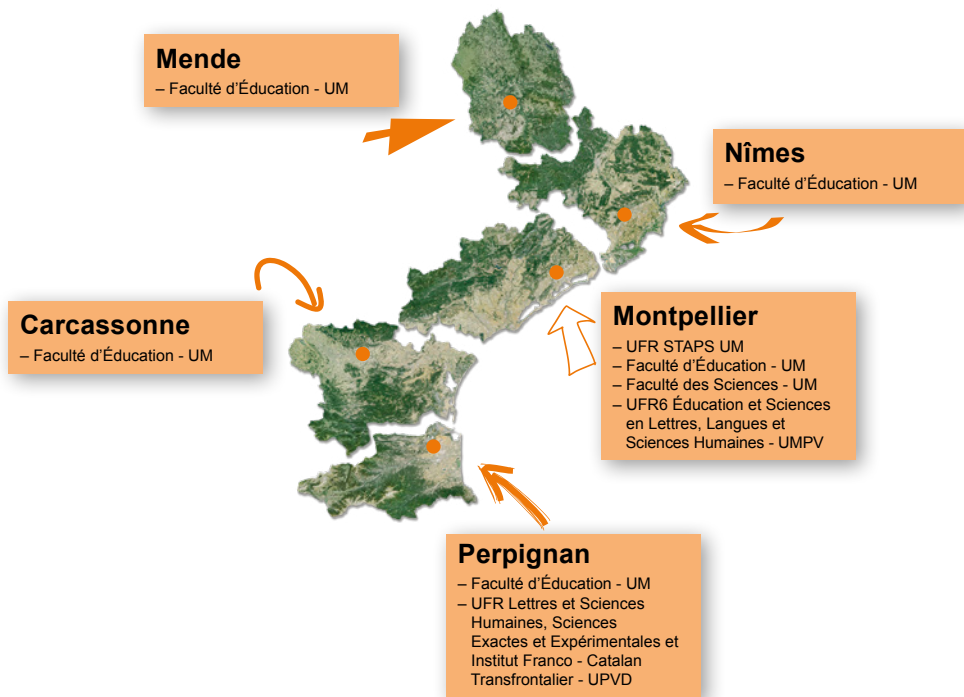 Mende
– Faculté d'Éducation - UM
Nîmes
– Faculté d'Éducation - UM
Carcassonne
– Faculté d'Éducation - UM
Montpellier
– UFR STAPS UM
– Faculté d'Éducation - UM
– Faculté des Sciences - UM
– UFR6 Éducation et Sciences
en Lettres, Langues et
Sciences Humaines - UMPV
Perpignan
– Faculté d'Éducation - UM
– UFR Lettres et Sciences
Humaines, Sciences
Exactes et Expérimentales et
Institut Franco - Catalan
Transfrontalier - UPVD